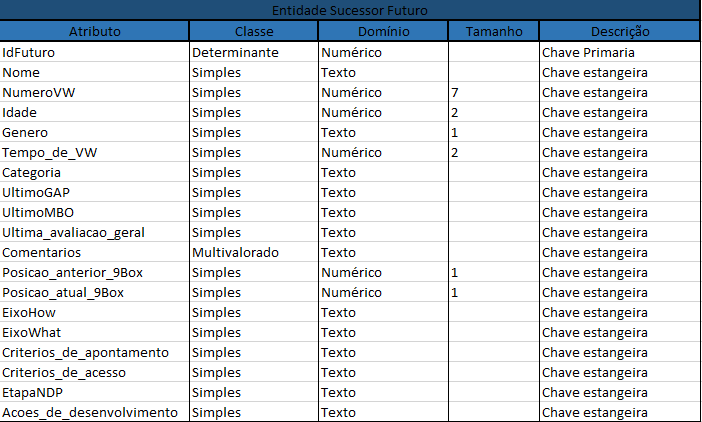 Entidade Sucessor Futuro
Atributo Classe Domínio Tamanho Descrição
IdFuturo Determinante Numérico Chave Primaria
Nome Simples Texto Chave estangeira
NumeroVW Simples Numérico 7 Chave estangeira
Idade Simples Numérico 2 Chave estangeira
Genero Simples Texto 1 Chave estangeira
Tempo_de_VW Simples Numérico 2 Chave estangeira
Categoria Simples Texto Chave estangeira
UltimoGAP Simples Texto Chave estangeira
UltimoMBO Simples Texto Chave estangeira
Ultima_avaliacao_geral Simples Texto Chave estangeira
Comentarios Multivalorado Texto Chave estangeira
Posicao_anterior_9Box Simples Numérico 1 Chave estangeira
Posicao_atual_9Box Simples Numérico 1 Chave estangeira
EixoHow Simples Texto Chave estangeira
EixoWhat Simples Texto Chave estangeira
Criterios_de_apontamento Simples Texto Chave estangeira
Criterios_de_acesso Simples Texto Chave estangeira
EtapaNDP Simples Texto Chave estangeira
Acoes_de_desenvolvimento Simples Texto Chave estangeira